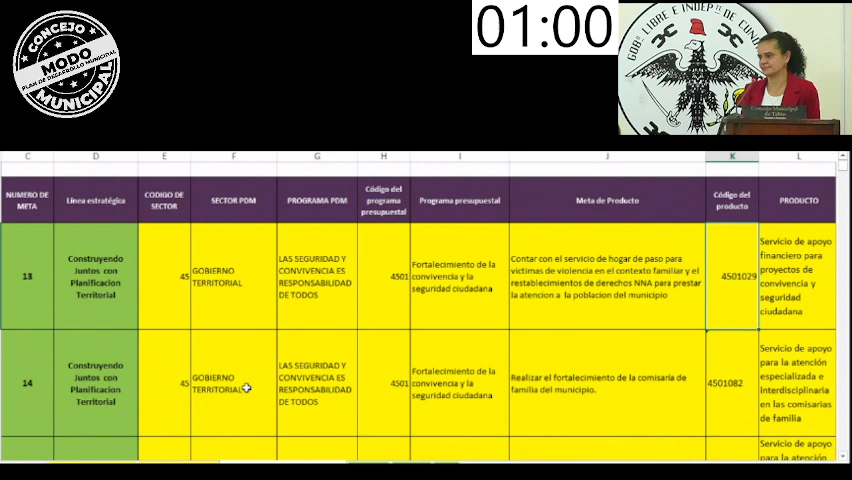 CONCEJO
MODO
PLAN DE DESARROLLO MUNICIPAL
MUNICIPAL
01:00
GOBº LIBRE E INDEPTE DE CUND
Concejo Municipal
de Tabio
C D E F G H I J K L
NUMERO DE META Línea estratégica CODIGO DE SECTOR SECTOR PDM PROGRAMA PDM Código del programa presupuestal Programa presupuestal Meta de Producto Código del producto PRODUCTO
13
Construyendo
Juntos con
Planificacion
Territorial
45
GOBIERNO
TERRITORIAL
LAS SEGURIDAD Y
CONVIVENCIA ES
RESPONSABILIDAD
DE TODOS
4501
Fortalecimiento de la
convivencia y la
seguridad ciudadana
Contar con el servicio de hogar de paso para
victimas de violencia en el contexto familiar y el
restablecimientos de derechos NNA para prestar
la atencion a la poblacion del municipio
4501029
Servicio de apoyo
financiero para
proyectos de
convivencia y
seguridad
ciudadana
14
Construyendo
Juntos con
Planificacion
Territorial
45
GOBIERNO
TERRITORIAL
LAS SEGURIDAD Y
CONVIVENCIA ES
RESPONSABILIDAD
DE TODOS
4501
Fortalecimiento de la
convivencia y la
seguridad ciudadana
Realizar el fortalecimiento de la comisaría de
familia del municipio.
4501082
Servicio de apoyo
para la atención
especializada e
interdisciplinaria
en las comisarias
de familia
Servicio de apoyo
para la atención